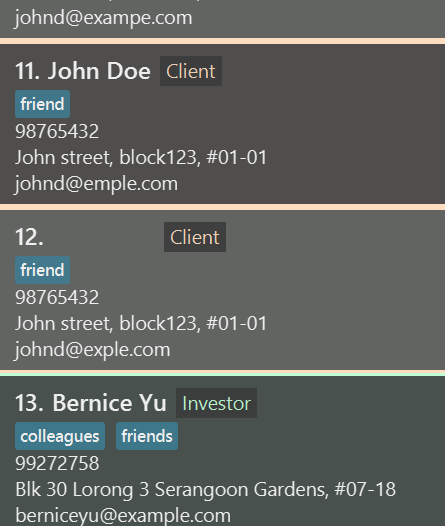 johnd@exampe.com
11. John Doe Client
friend
98765432
John street, block123, #01-01
johnd@emple.com
12. Client
friend
98765432
John street, block123, #01-01
johnd@exple.com
13. Bernice Yu Investor
colleagues friends
99272758
Blk 30 Lorong 3 Serangoon Gardens, #07-18
berniceyu@example.com